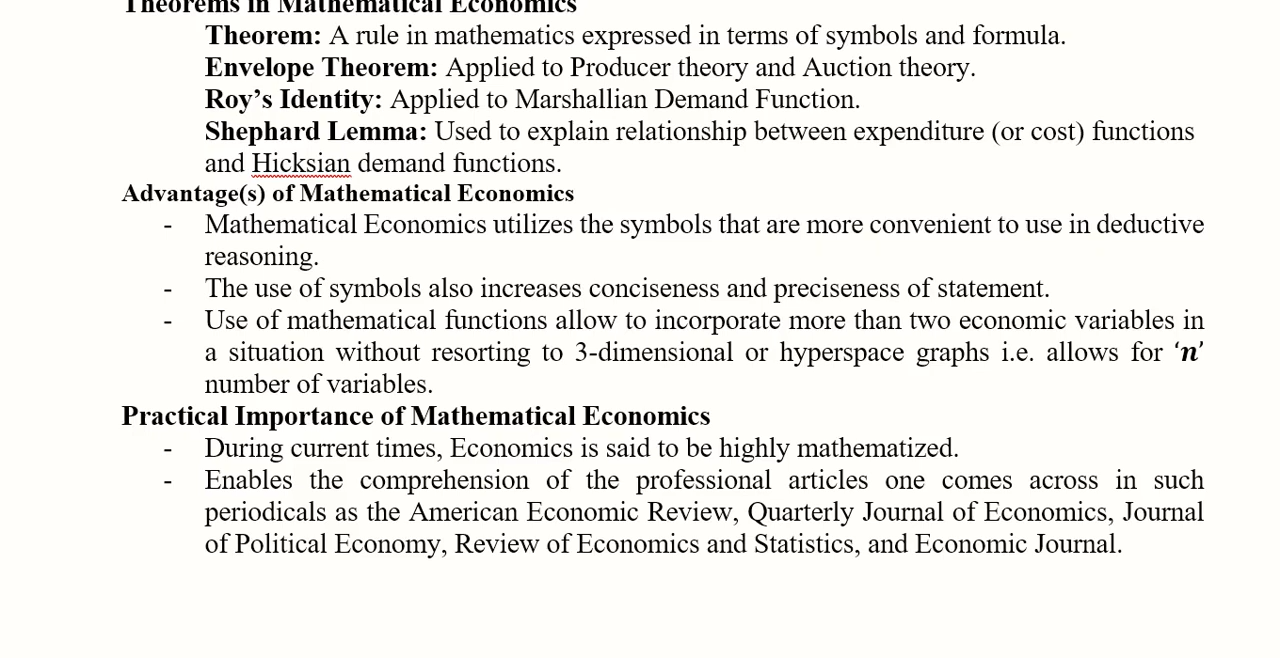 Theorems in Mathematical Economics
Theorem: A rule in mathematics expressed in terms of symbols and formula.
Envelope Theorem: Applied to Producer theory and Auction theory.
Roy’s Identity: Applied to Marshallian Demand Function.
Shephard Lemma: Used to explain relationship between expenditure (or cost) functions
and Hicksian demand functions.
Advantage(s) of Mathematical Economics
- Mathematical Economics utilizes the symbols that are more convenient to use in deductive
reasoning.
- The use of symbols also increases conciseness and preciseness of statement.
- Use of mathematical functions allow to incorporate more than two economic variables in
a situation without resorting to 3-dimensional or hyperspace graphs i.e. allows for ‘n’
number of variables.
Practical Importance of Mathematical Economics
- During current times, Economics is said to be highly mathematized.
- Enables the comprehension of the professional articles one comes across in such
periodicals as the American Economic Review, Quarterly Journal of Economics, Journal
of Political Economy, Review of Economics and Statistics, and Economic Journal.